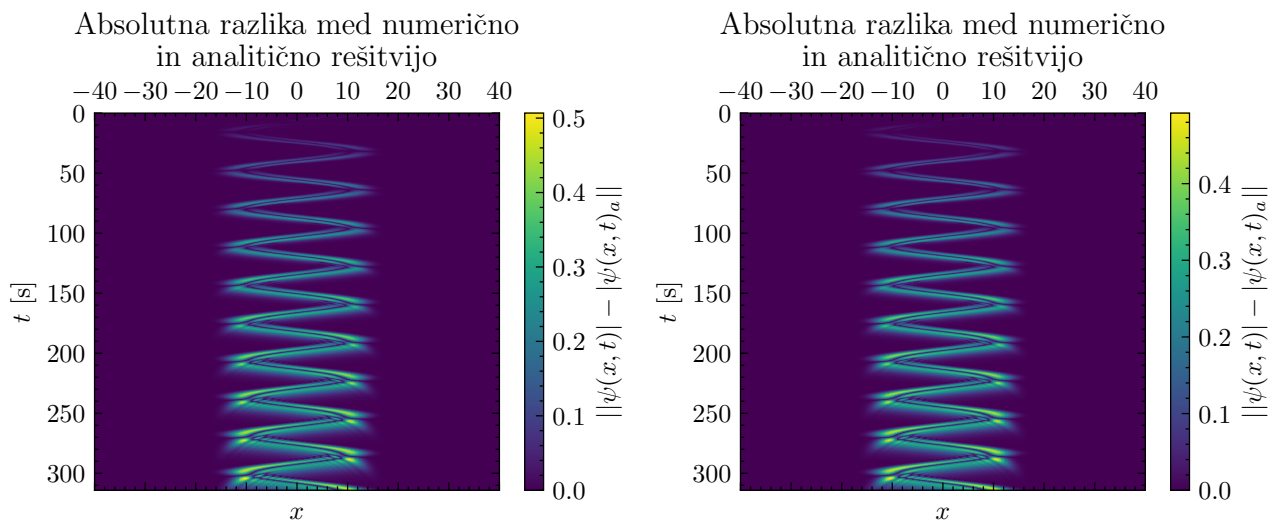 Absolutna razlika med numerično
in analitično rešitvijo
−40 −30 −20 −10 0 10 20 30 40
0
50
100
150
200
250
300
t [s]
x
0.5
0.4
0.3
0.2
0.1
0.0
||ψ(x, t)| − |ψ(x, t)ₐ||
Absolutna razlika med numerično
in analitično rešitvijo
−40 −30 −20 −10 0 10 20 30 40
0
50
100
150
200
250
300
t [s]
x
0.4
0.3
0.2
0.1
0.0
||ψ(x, t)| − |ψ(x, t)ₐ||